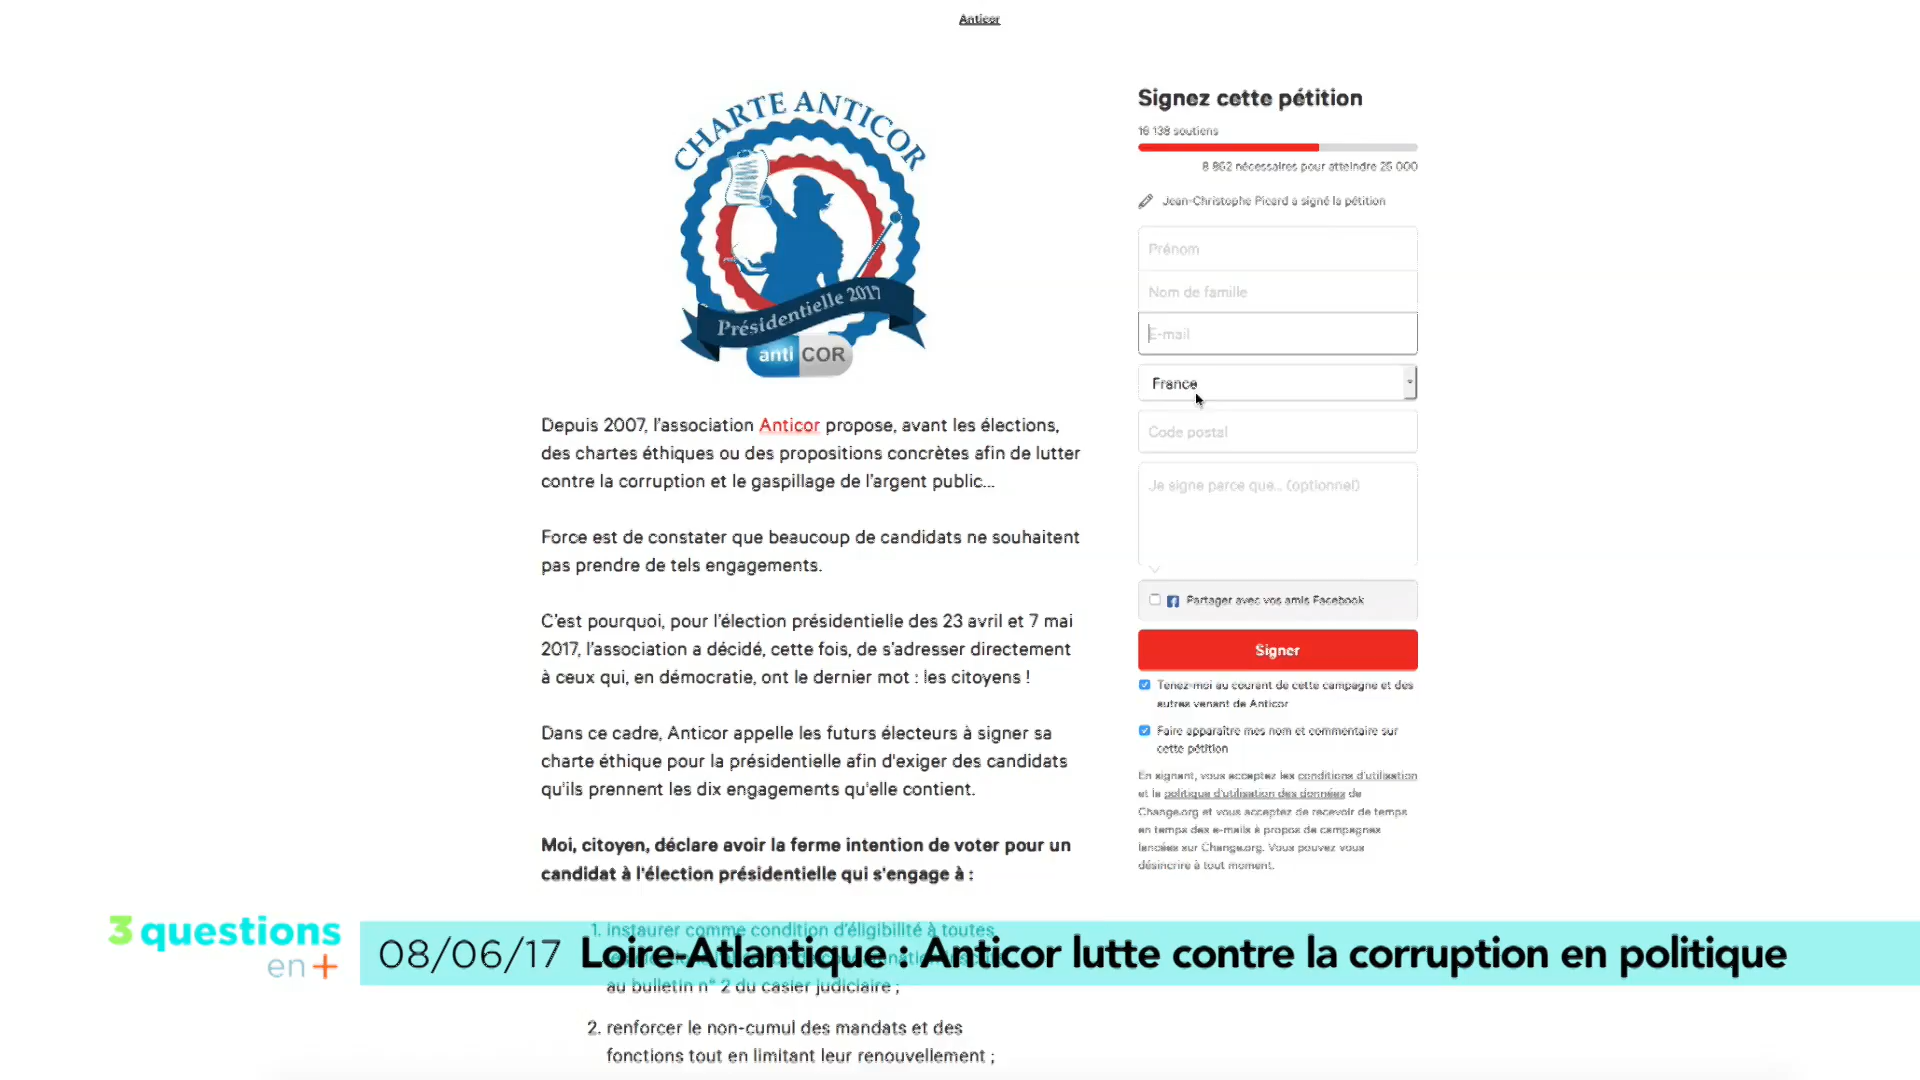 Anticor
CHARTE ANTICOR
Présidentielle 2017
anti COR
Depuis 2007, l'association Anticor propose, avant les élections,
des chartes éthiques ou des propositions concrètes afin de lutter
contre la corruption et le gaspillage de l'argent public...
Force est de constater que beaucoup de candidats ne souhaitent
pas prendre de tels engagements.
C'est pourquoi, pour l'élection présidentielle des 23 avril et 7 mai
2017, l'association a décidé, cette fois, de s'adresser directement
à ceux qui, en démocratie, ont le dernier mot : les citoyens !
Dans ce cadre, Anticor appelle les futurs électeurs à signer sa
charte éthique pour la présidentielle afin d'exiger des candidats
qu'ils prennent les dix engagements qu'elle contient.
Moi, citoyen, déclare avoir la ferme intention de voter pour un
candidat à l'élection présidentielle qui s'engage à :
1. instaurer comme condition d'éligibilité à toutes
au bulletin n° 2 du casier judiciaire ;
2. renforcer le non-cumul des mandats et des
fonctions tout en limitant leur renouvellement ;
Signez cette pétition
16 138 soutiens
8 862 nécessaires pour atteindre 25 000
Jean-Christophe Picard a signé la pétition
Prénom
Nom de famille
E-mail
France
Code postal
Je signe parce que... (optionnel)
Partager avec vos amis Facebook
Signer
Tenez-moi au courant de cette campagne et des
autres venant de Anticor
Faire apparaître mes nom et commentaire sur
cette pétition
En signant, vous acceptez les conditions d'utilisation
et la politique d'utilisation des données de
Change.org et vous acceptez de recevoir de temps
en temps des e-mails à propos de campagnes
lancées sur Change.org. Vous pouvez vous
désincrire à tout moment.
3 questions
en +
08/06/17 Loire-Atlantique : Anticor lutte contre la corruption en politique